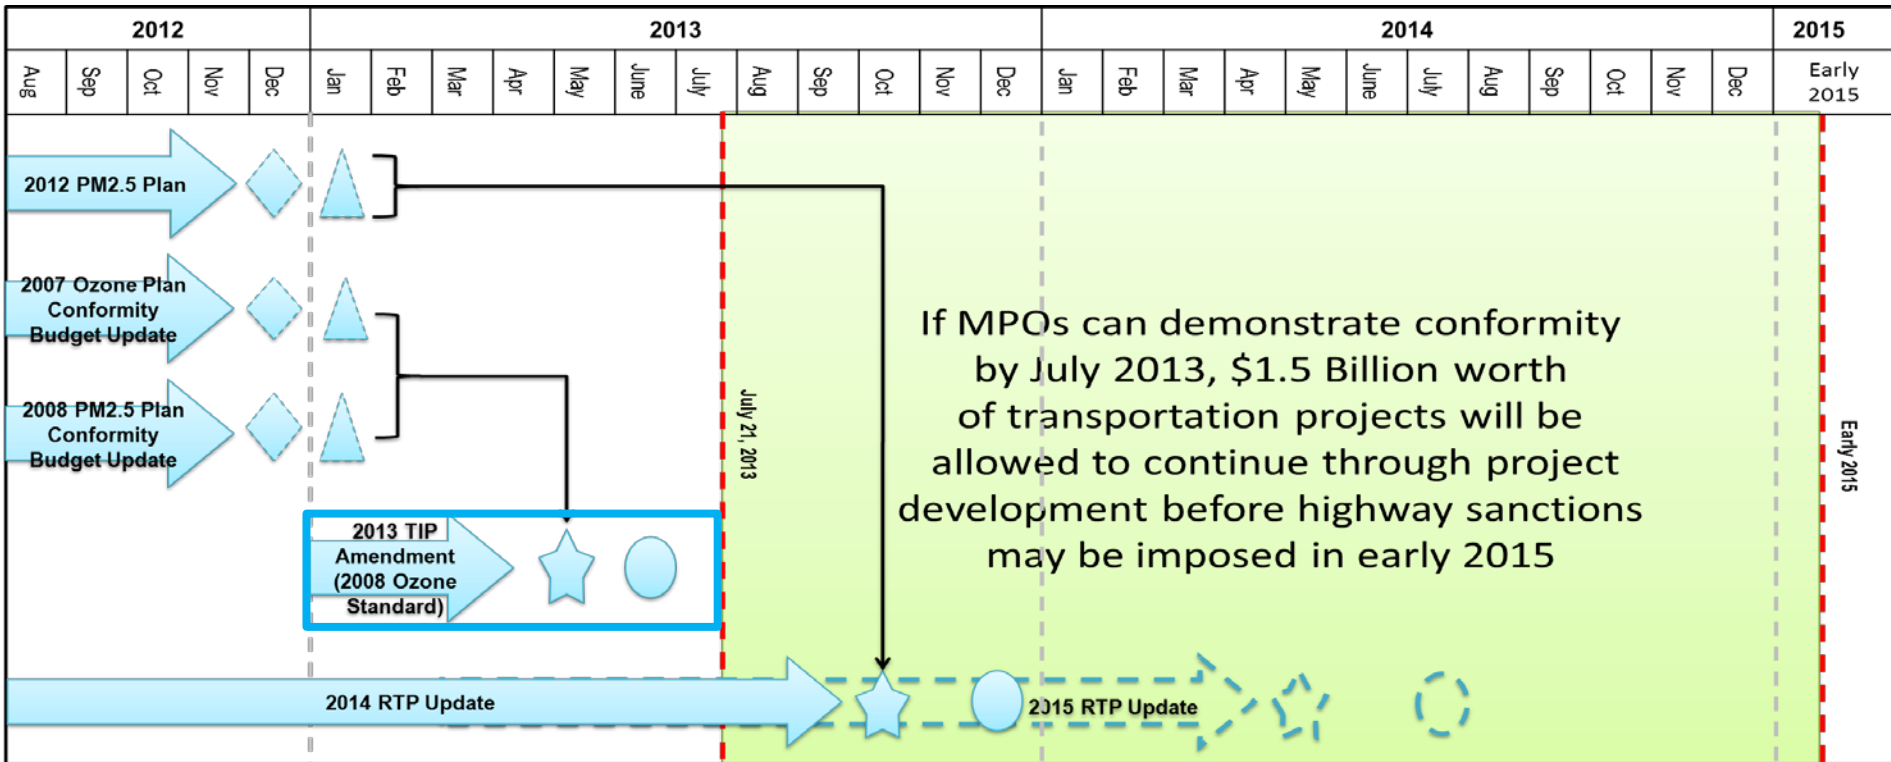 2012
2013
2014
2015
Aug
Sep
Oct
Nov
Dec
Jan
Feb
Mar
Apr
May
June
July
Aug
Sep
Oct
Nov
Dec
Jan
Feb
Mar
Apr
May
June
July
Aug
Sep
Oct
Nov
Dec
Early
2015
2012 PM2.5 Plan
2007 Ozone Plan
Conformity
Budget Update
2008 PM2.5 Plan
Conformity
Budget Update
2013 TIP
Amendment
(2008 Ozone
Standard)
July 21, 2013
If MPOs can demonstrate conformity
by July 2013, $1.5 Billion worth
of transportation projects will be
allowed to continue through project
development before highway sanctions
may be imposed in early 2015
Early 2015
2014 RTP Update
2015 RTP Update